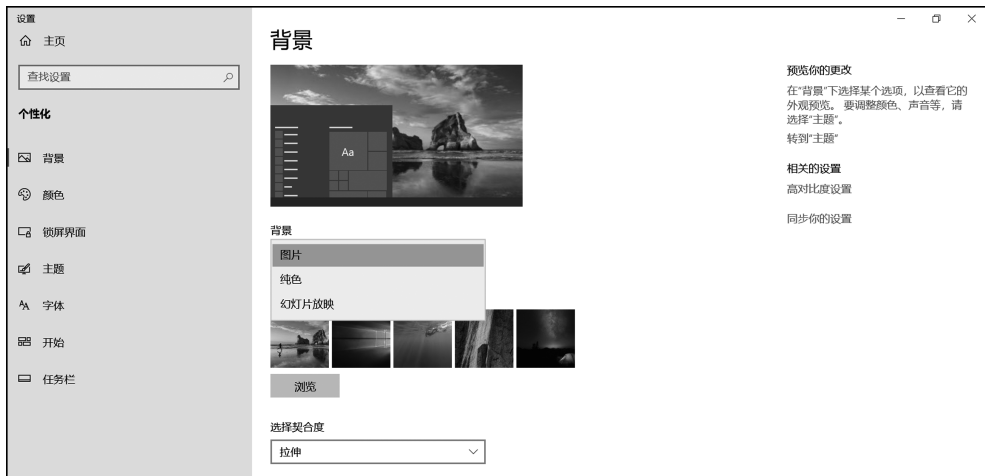 设置
主页
查找设置
个性化
背景
颜色
锁屏界面
主题
字体
开始
任务栏
背景
Aa
背景
图片
纯色
幻灯片放映
浏览
选择契合度
拉伸
预览你的更改
在"背景"下选择某个选项，以查看它的
外观预览。 要调整颜色、声音等，请
选择"主题"。
转到"主题"
相关的设置
高对比度设置
同步你的设置